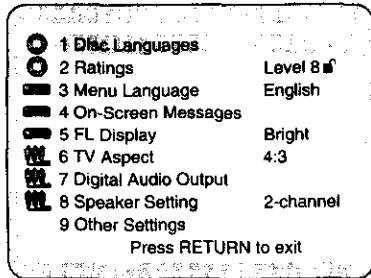 1 Disc Languages
2 Ratings Level 8
3 Menu Language English
4 On-Screen Messages
5 FL Display Bright
6 TV Aspect 4:3
7 Digital Audio Output
8 Speaker Setting 2-channel
9 Other Settings
Press RETURN to exit